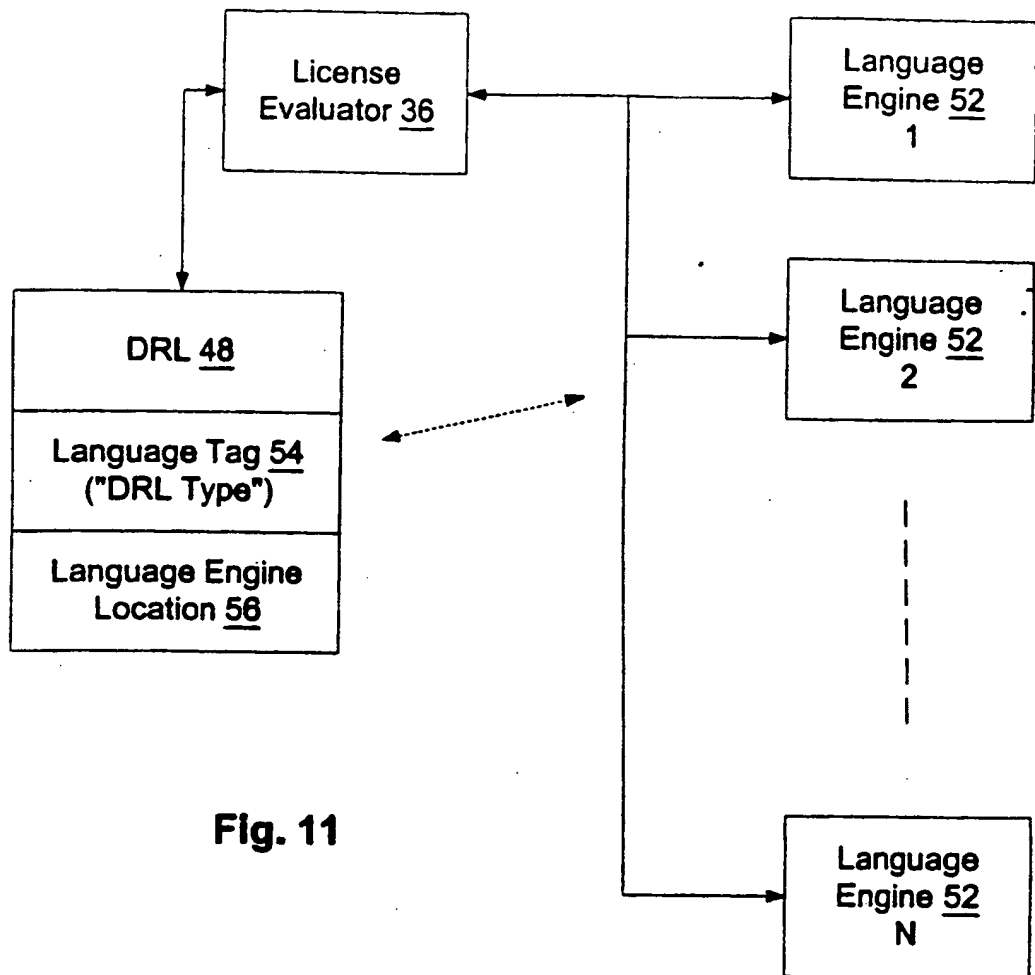 License
Evaluator 36
Language
Engine 52
1
Language
Engine 52
2
DRL 48
Language Tag 54
("DRL Type")
Language Engine
Location 56
Fig. 11
Language
Engine 52
N